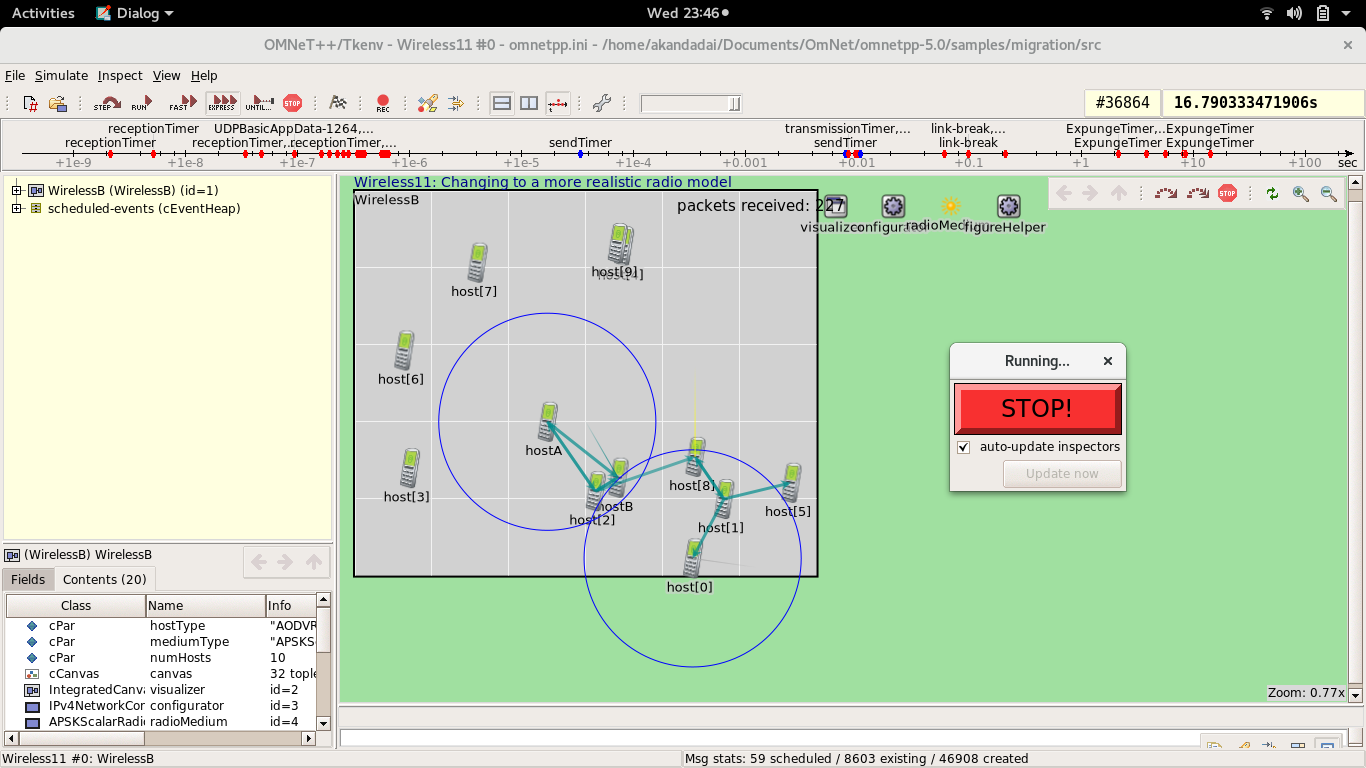 Activities Dialog Wed 23:46
OMNeT++/Tkenv - Wireless11 #0 - omnetpp.ini - /home/akandadai/Documents/OmNet/omnetpp-5.0/samples/migration/src
File Simulate Inspect View Help
STEP RUN FAST EXPRESS UNTIL... STOP REC #36864 16.790333471906s
receptionTimer UDPBasicAppData-1264,... transmissionTimer,... link-break,... ExpungeTimer,...ExpungeTimer
receptionTimer receptionTimer,...receptionTimer,... sendTimer sendTimer link-break ExpungeTimer ExpungeTimer
+1e-9 +1e-8 +1e-7 +1e-6 +1e-5 +1e-4 +0.001 +0.01 +0.1 +1 +10 +100 sec
WirelessB (WirelessB) (id=1)
scheduled-events (cEventHeap)
Wireless11: Changing to a more realistic radio model
WirelessB
packets received: 227
visualizer configurator radioMedium figureHelper
STOP
host[9]
host[7]
host[6]
hostA
host[3]
host[8]
hostB
host[5]
host[2]
host[1]
host[0]
Running...
STOP!
auto-update inspectors
Update now
Zoom: 0.77x
(WirelessB) WirelessB
Fields Contents (20)
Class Name Info
cPar hostType "AODVR
cPar mediumType "APSKS
cPar numHosts 10
cCanvas canvas 32 tople
IntegratedCanv visualizer id=2
IPv4NetworkCor configurator id=3
APSKScalarRadi radioMedium id=4
Wireless11 #0: WirelessB
Msg stats: 59 scheduled / 8603 existing / 46908 created